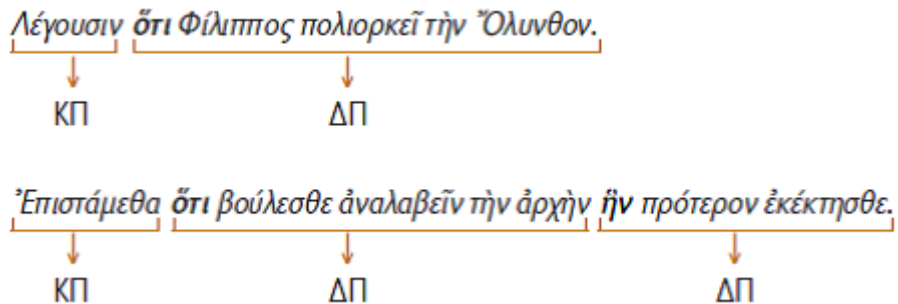 Λέγουσιν ὅτι Φίλιππος πολιορκεῖ τὴν Ὄλυνθον.
ΚΠ ΔΠ
Ἐπιστάμεθα ὅτι βούλεσθε ἀναλαβεῖν τὴν ἀρχὴν ἣν πρότερον ἐκέκτησθε.
ΚΠ ΔΠ ΔΠ